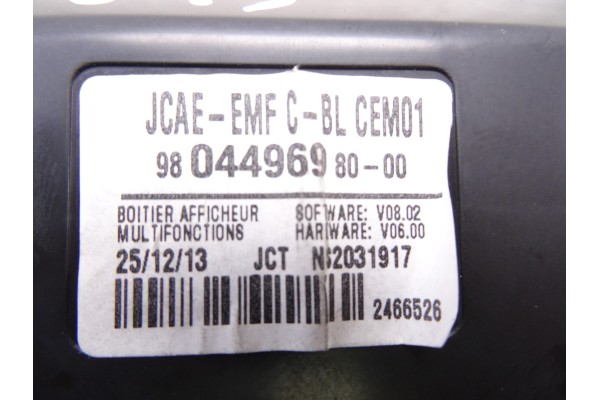 JCAE-EMF C-BL CEM01
98 044969 80-00
BOITIER AFFICHEUR SOFWARE: V08.02
MULTIFONCTIONS HARDWARE: V06.00
25/12/13 JCT
2466526